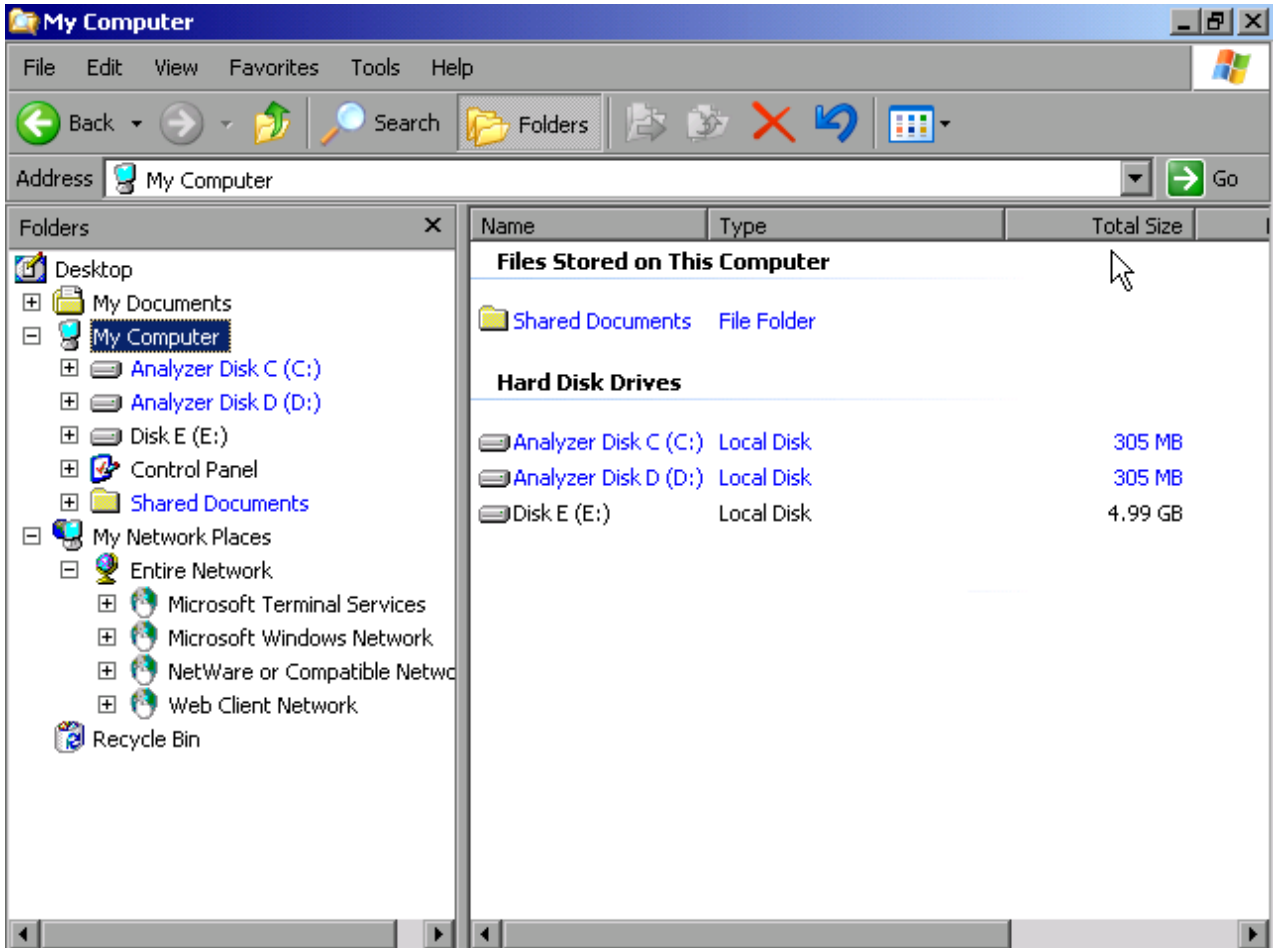 My Computer
File Edit View Favorites Tools Help
Back Search Folders
Address My Computer Go
Folders
Desktop
My Documents
My Computer
Analyzer Disk C (C:)
Analyzer Disk D (D:)
Disk E (E:)
Control Panel
Shared Documents
My Network Places
Entire Network
Microsoft Terminal Services
Microsoft Windows Network
NetWare or Compatible Netwo
Web Client Network
Recycle Bin
Name Type Total Size
Files Stored on This Computer
Shared Documents File Folder
Hard Disk Drives
Analyzer Disk C (C:) Local Disk 305 MB
Analyzer Disk D (D:) Local Disk 305 MB
Disk E (E:) Local Disk 4.99 GB